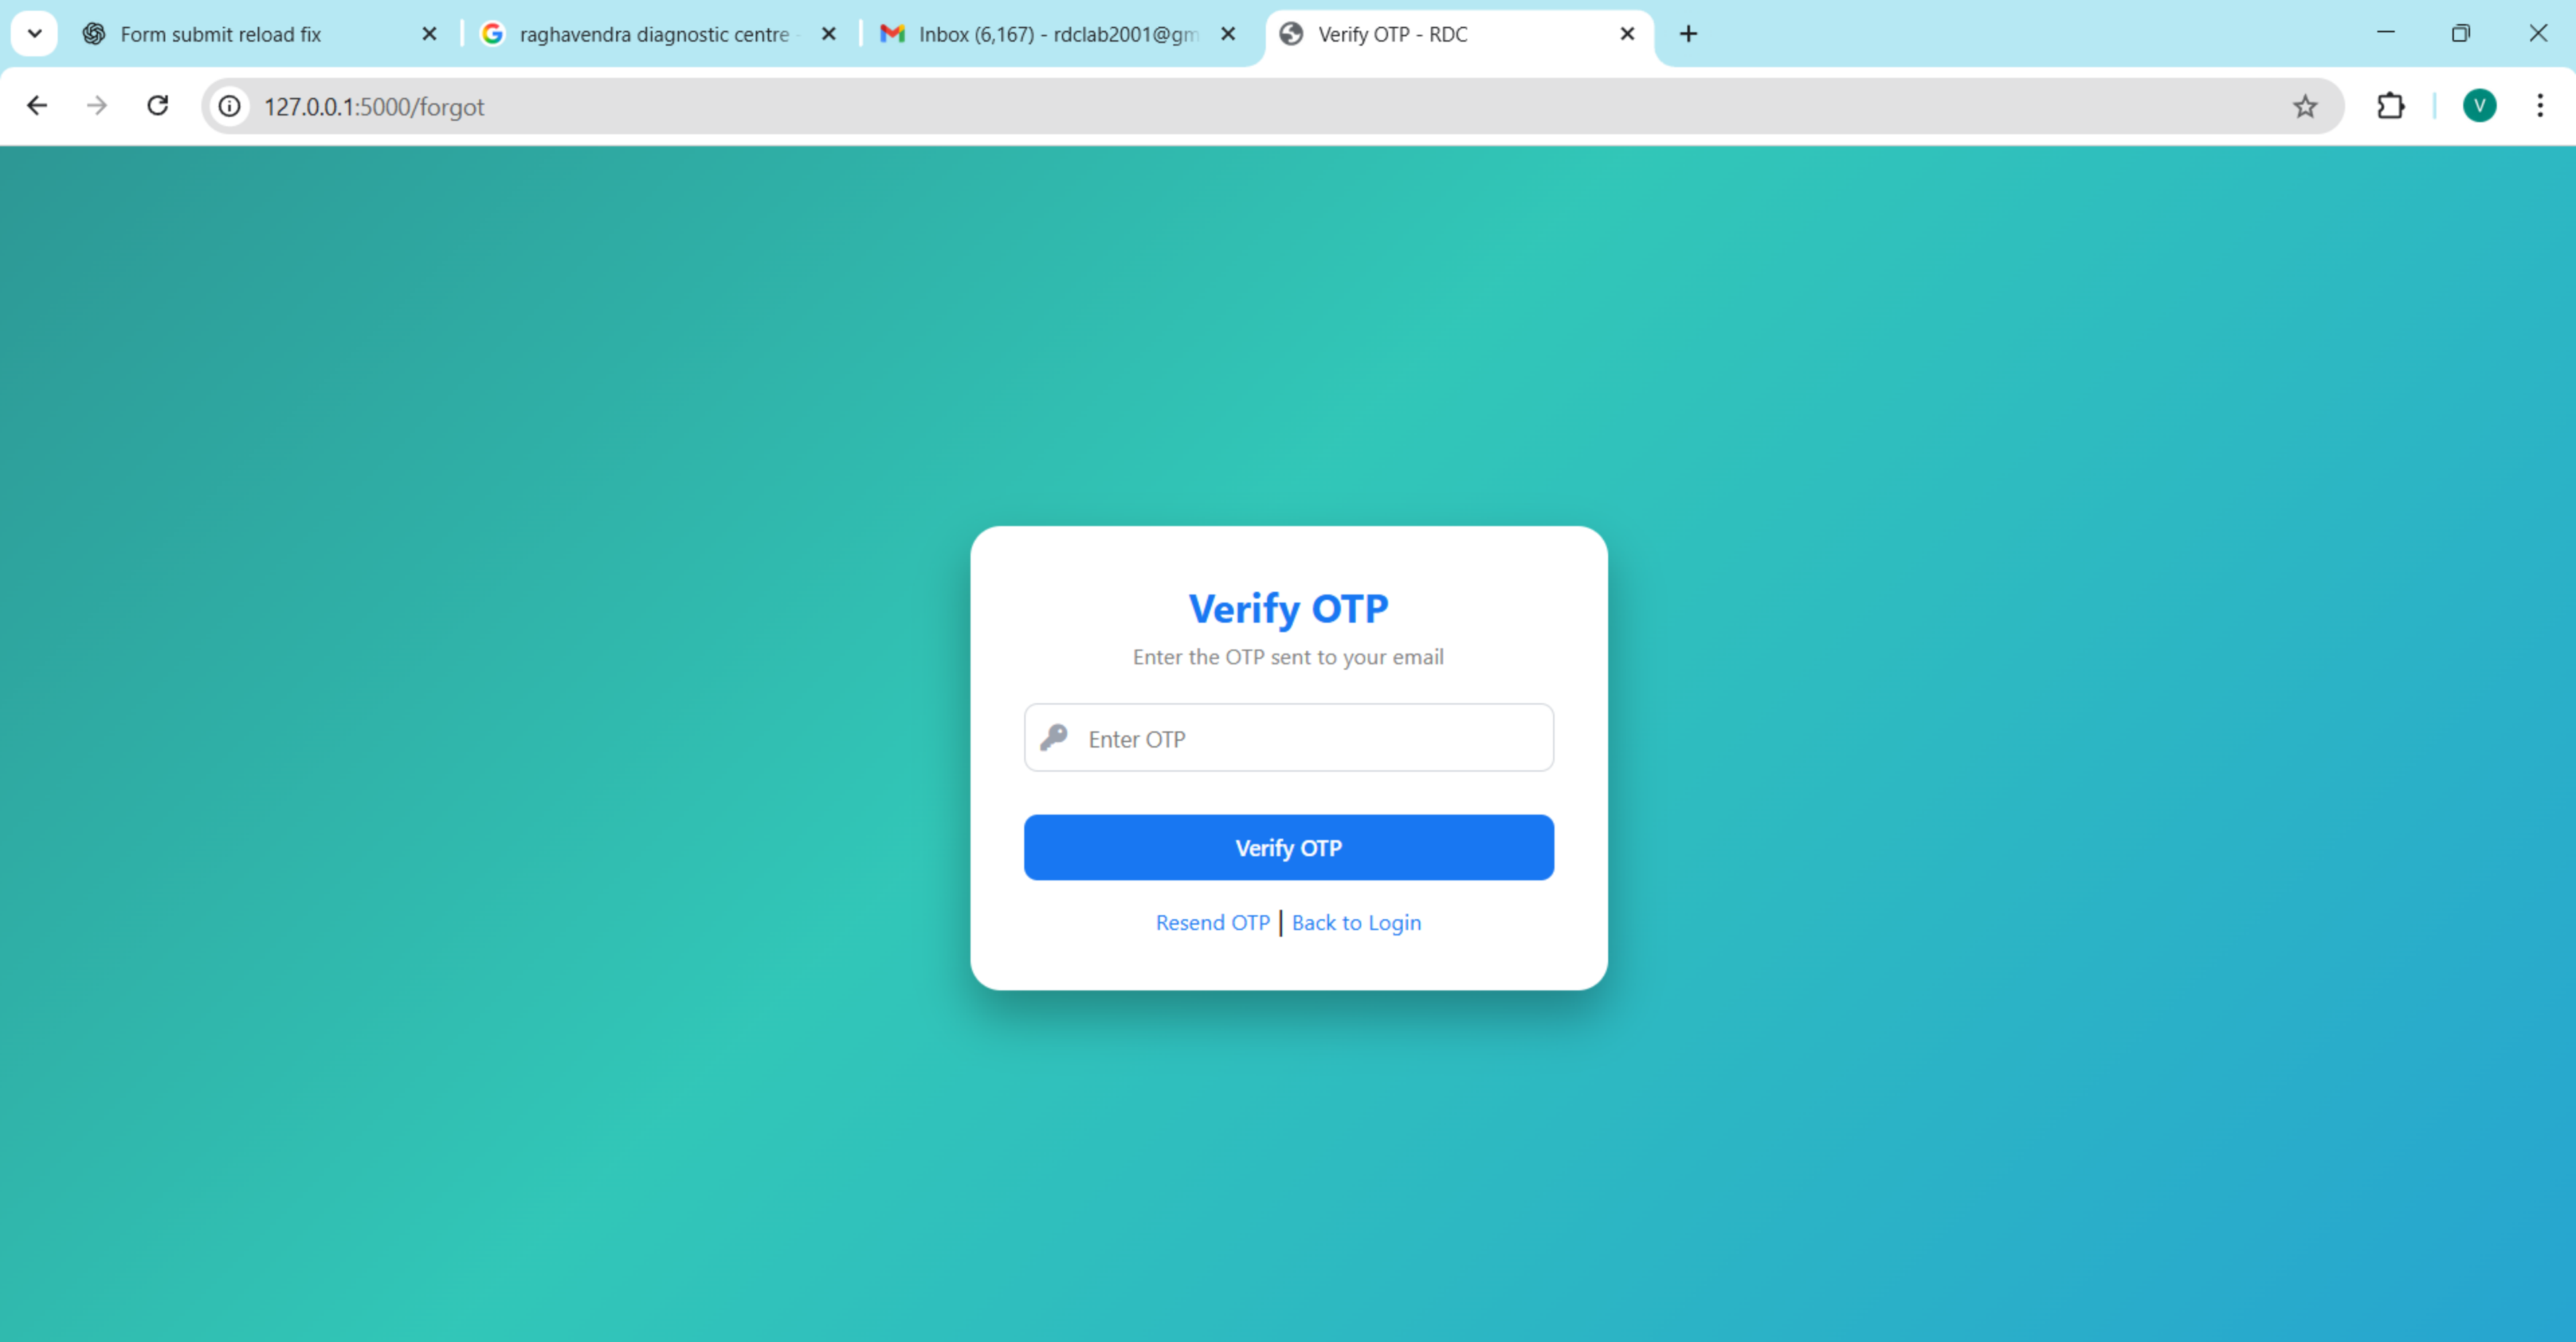 Form submit reload fix
raghavendra diagnostic centre -
Inbox (6,167) - rdclab2001@gm
Verify OTP - RDC
127.0.0.1:5000/forgot
V
Verify OTP
Enter the OTP sent to your email
Enter OTP
Verify OTP
Resend OTP | Back to Login